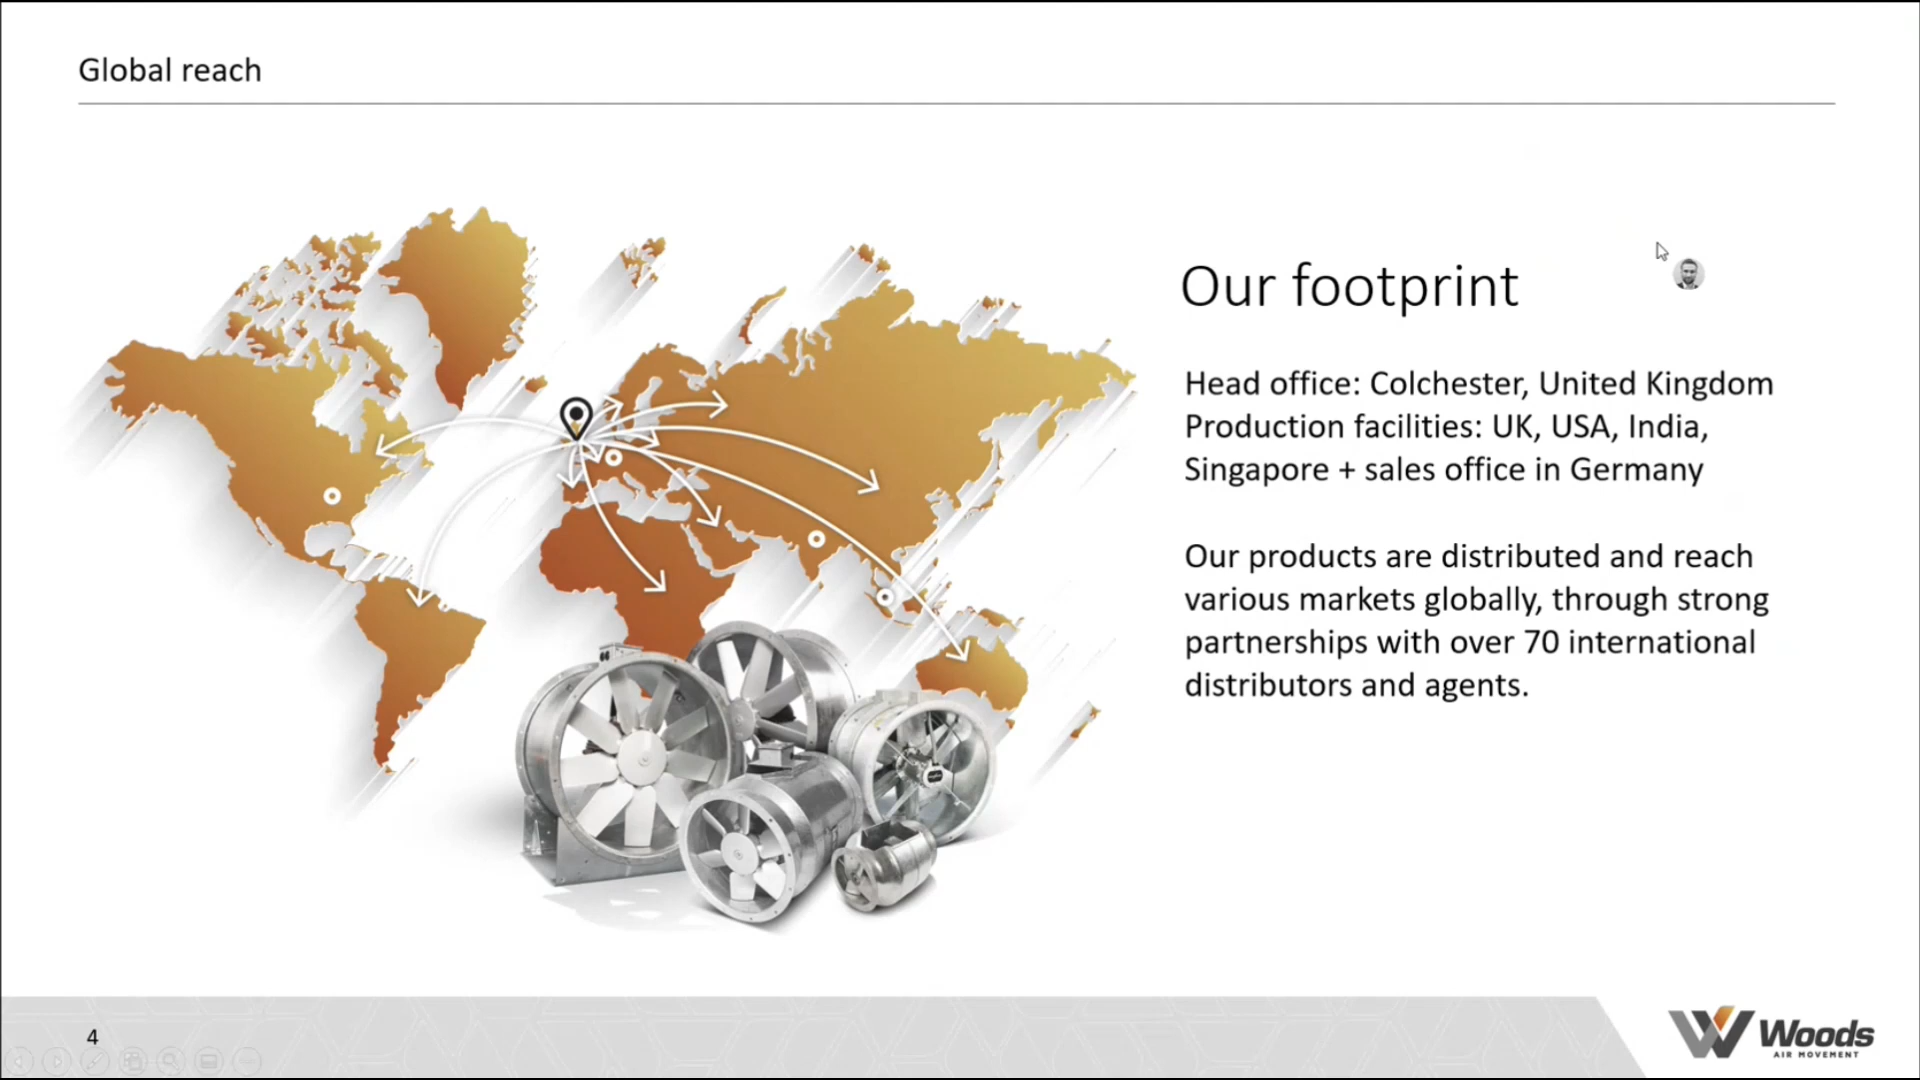 Global reach
Our footprint
Head office: Colchester, United Kingdom
Production facilities: UK, USA, India,
Singapore + sales office in Germany
Our products are distributed and reach
various markets globally, through strong
partnerships with over 70 international
distributors and agents.
4
Woods
AIR MOVEMENT